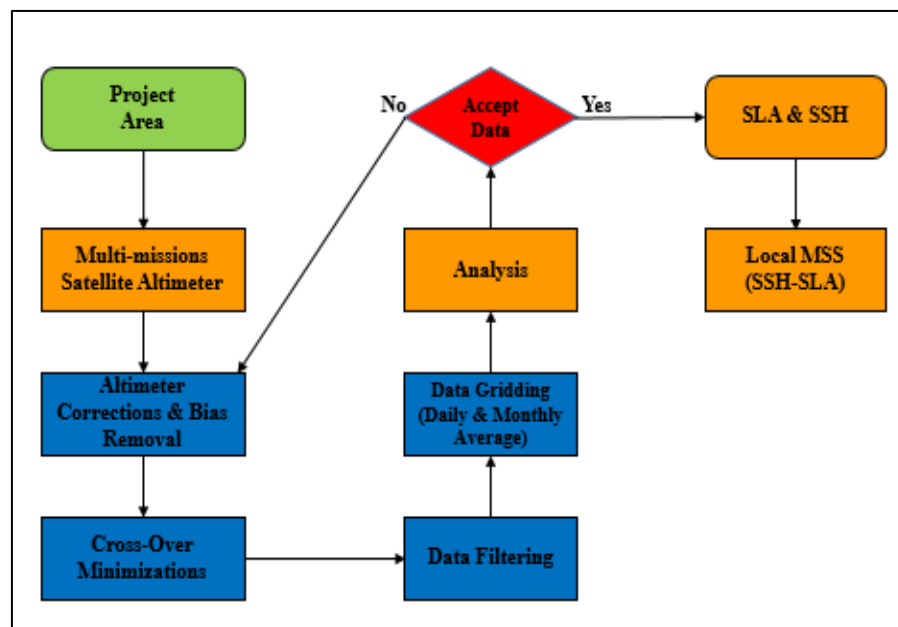 Project
Area
Multi-missions
Satellite Altimeter
Altimeter
Corrections & Bias
Removal
Cross-Over
Minimizations
Data Filtering
Data Gridding
(Daily & Monthly
Average)
Analysis
Accept
Data
No
Yes
SLA & SSH
Local MSS
(SSH-SLA)